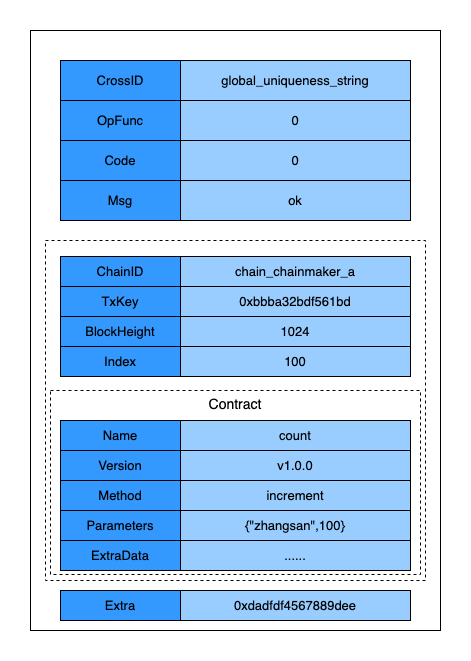 CrossID global_uniqueness_string
OpFunc 0
Code 0
Msg ok
ChainID chain_chainmaker_a
TxKey 0xbbba32bdf561bd
BlockHeight 1024
Index 100
Contract
Name count
Version v1.0.0
Method increment
Parameters {"zhangsan",100}
ExtraData ......
Extra 0xdadfdf4567889dee